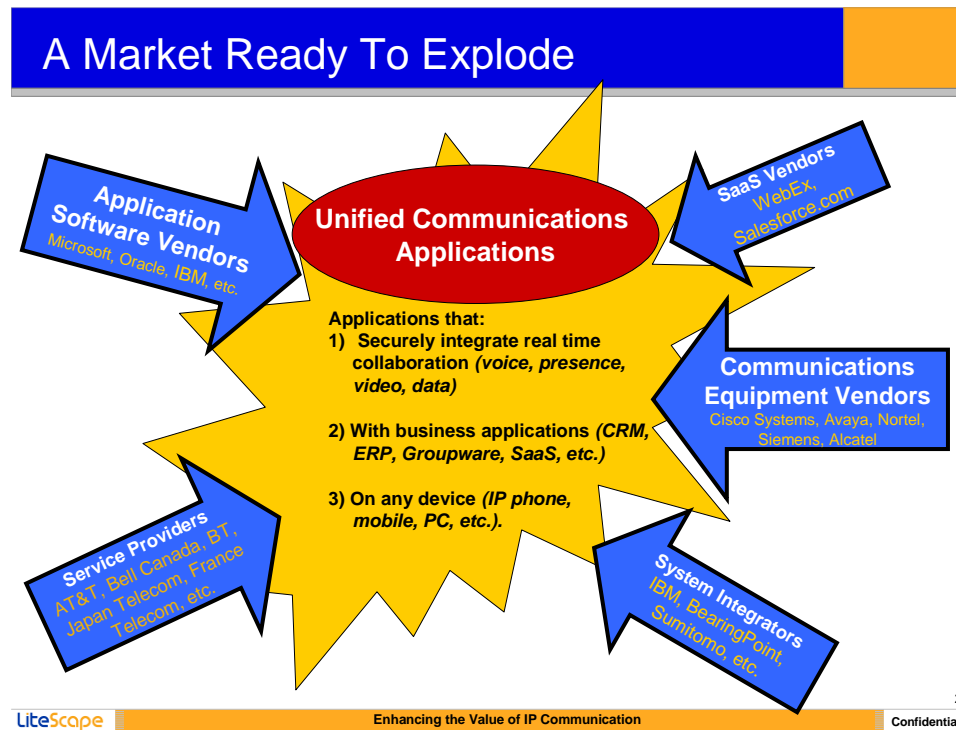 A Market Ready To Explode
Application
Software Vendors
Microsoft, Oracle, IBM, etc.
SaaS Vendors
WebEx,
Salesforce.com
Unified Communications
Applications
Applications that:
1) Securely integrate real time
collaboration (voice, presence,
video, data)
2) With business applications (CRM,
ERP, Groupware, SaaS, etc.)
3) On any device (IP phone,
mobile, PC, etc.).
Communications
Equipment Vendors
Cisco Systems, Avaya, Nortel,
Siemens, Alcatel
Service Providers
AT&T, Bell Canada, BT,
Japan Telecom, France
Telecom, etc.
System Integrators
IBM, BearingPoint,
Sumitomo, etc.
LiteScape
Enhancing the Value of IP Communication
Confidentia